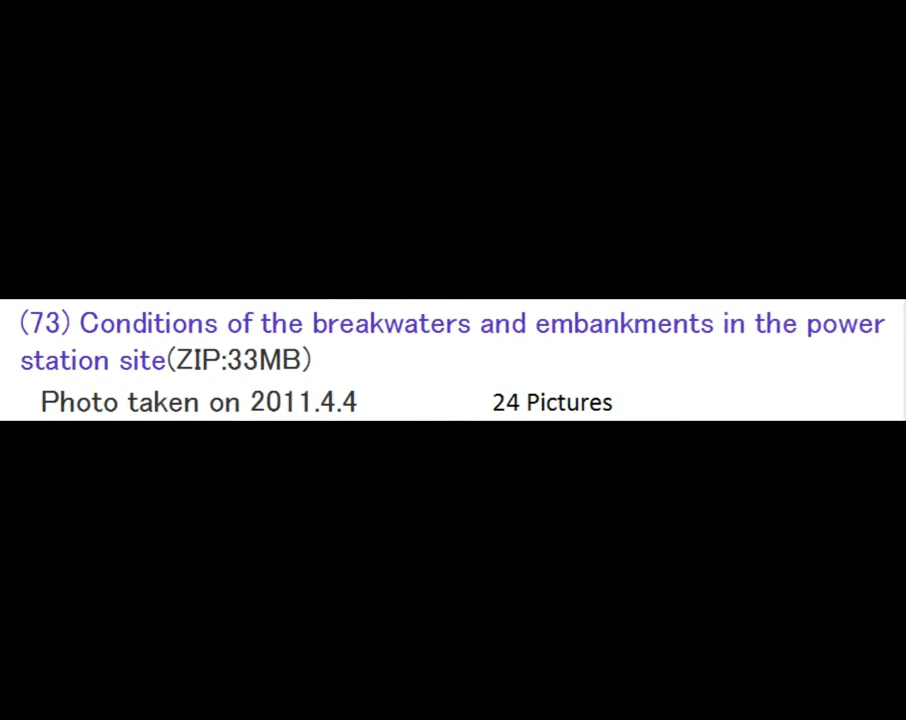 (73) Conditions of the breakwaters and embankments in the power
station site(ZIP:33MB)
Photo taken on 2011.4.4 24 Pictures